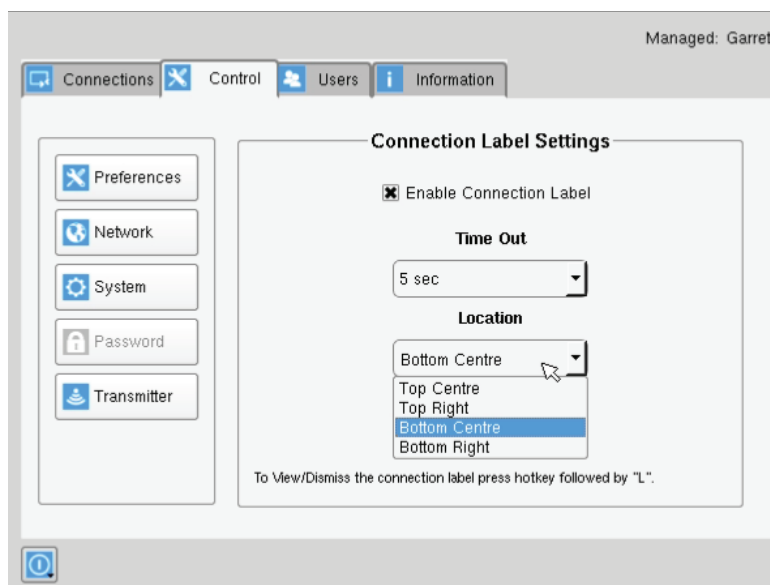 Managed: Garret
Connections Control Users Information
Connection Label Settings
Preferences
Enable Connection Label
Network
Time Out
5 sec
System
Location
Password
Bottom Centre
Transmitter
Top Centre
Top Right
Bottom Centre
Bottom Right
To View/Dismiss the connection label press hotkey followed by "L".